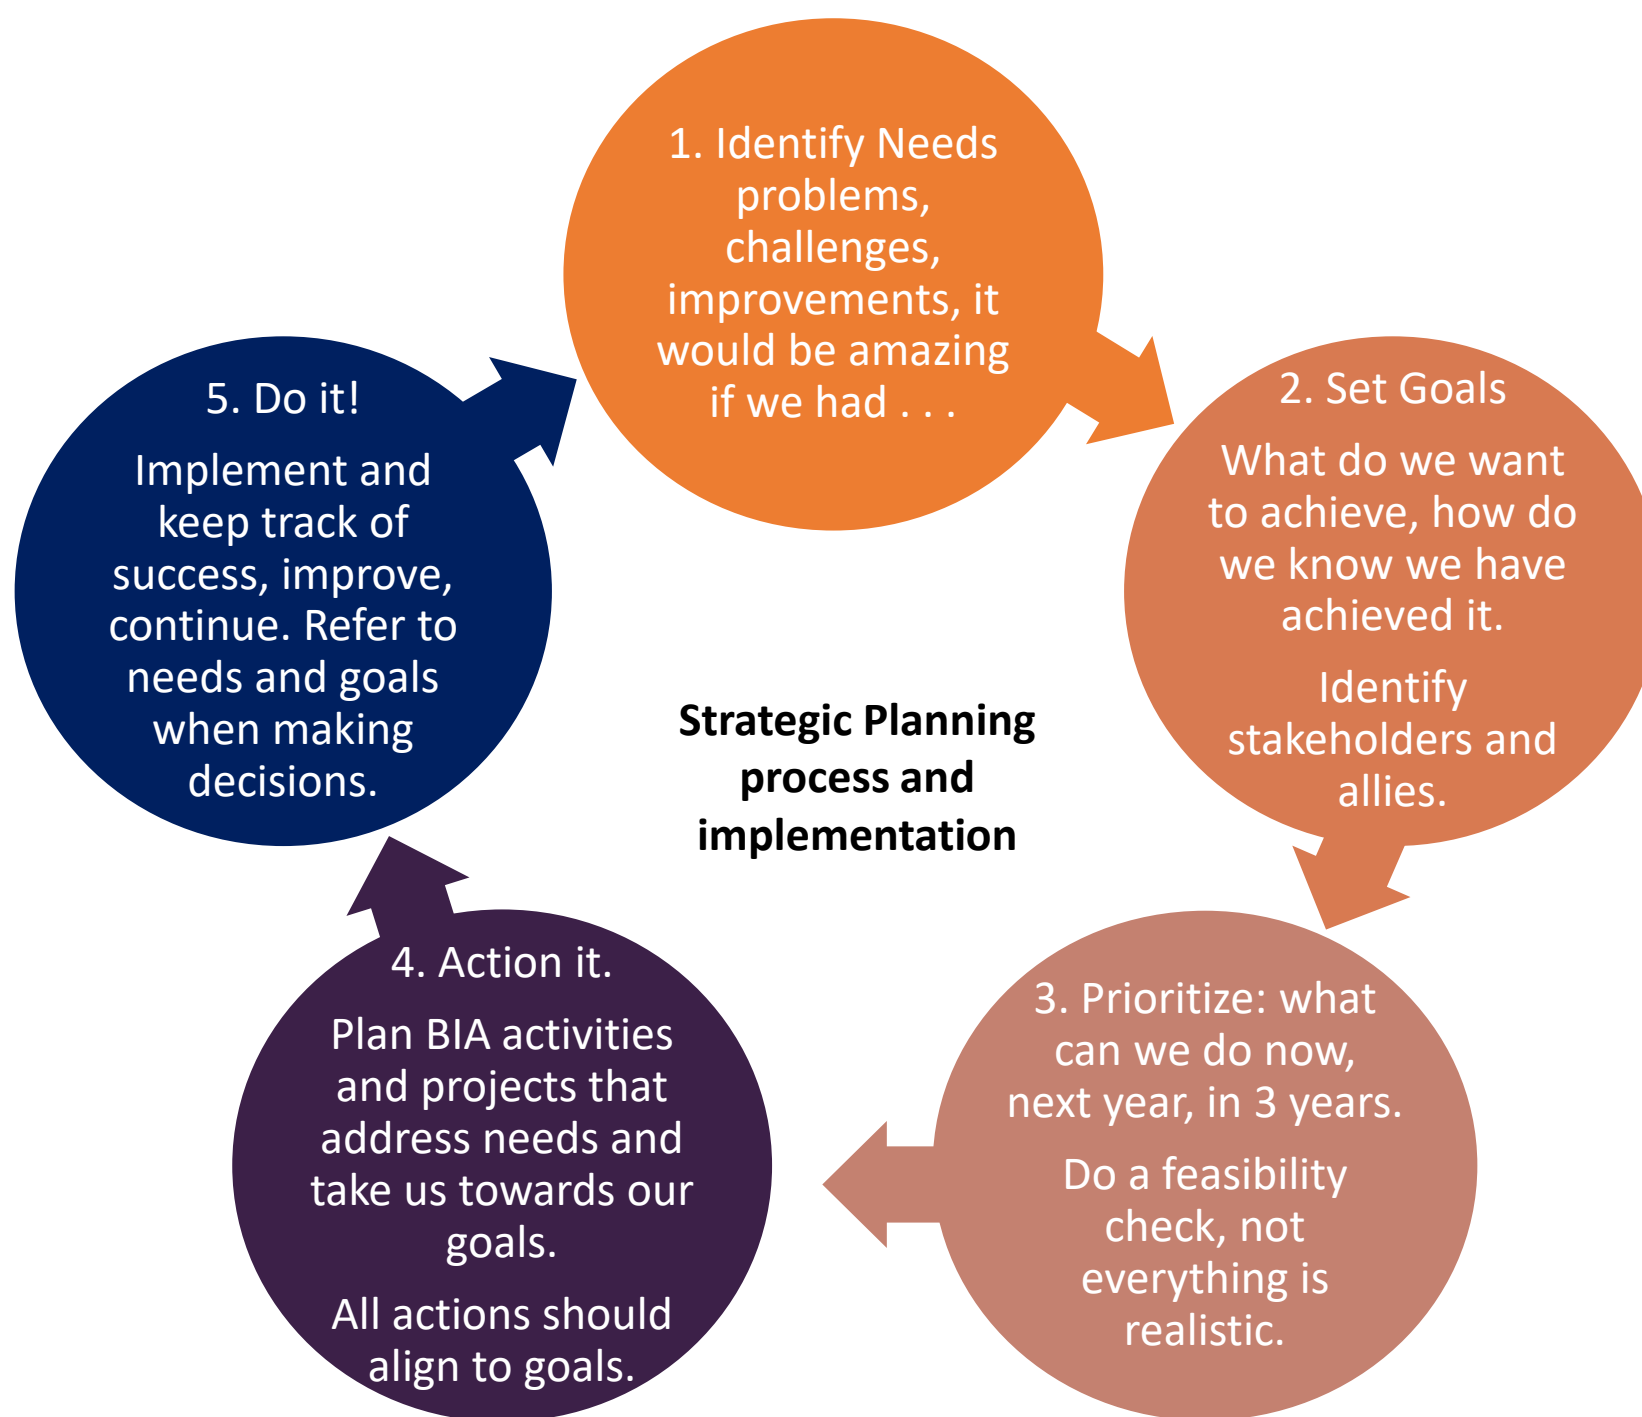 1. Identify Needs
problems,
challenges,
improvements, it
would be amazing
if we had . . .
2. Set Goals
What do we want
to achieve, how do
we know we have
achieved it.
Identify
stakeholders and
allies.
3. Prioritize: what
can we do now,
next year, in 3 years.
Do a feasibility
check, not
everything is
realistic.
4. Action it.
Plan BIA activities
and projects that
address needs and
take us towards our
goals.
All actions should
align to goals.
5. Do it!
Implement and
keep track of
success, improve,
continue. Refer to
needs and goals
when making
decisions.
Strategic Planning
process and
implementation